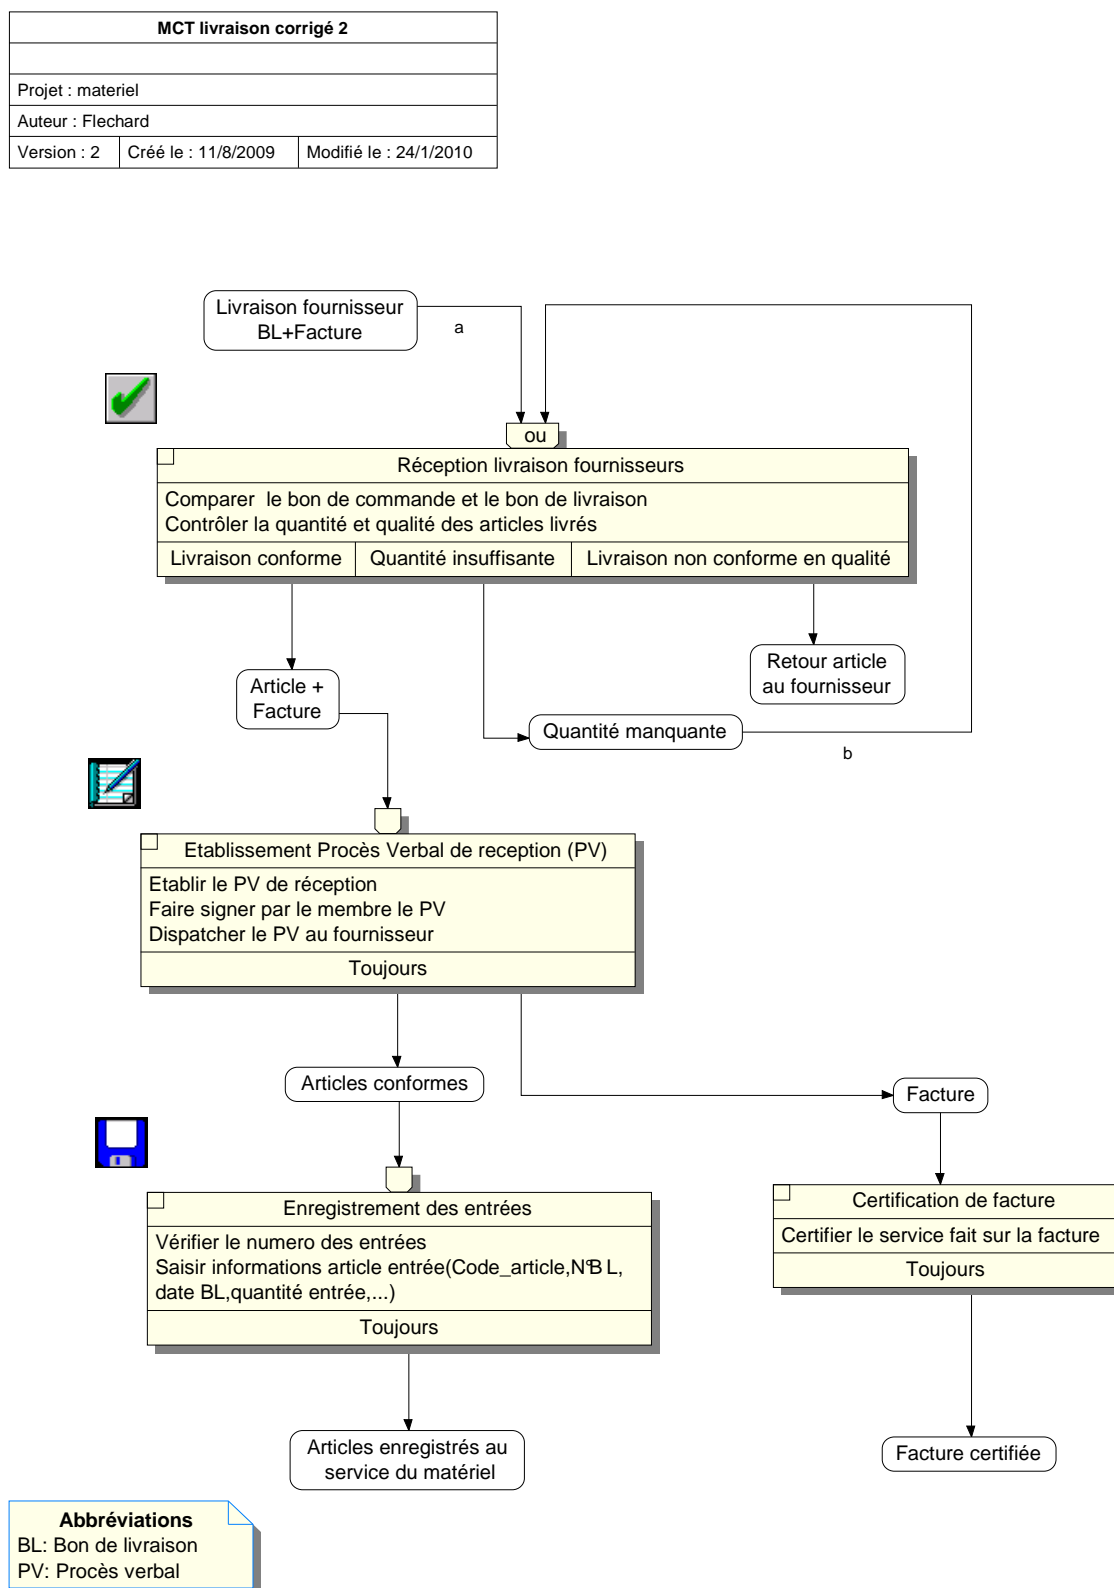 MCT livraison corrigé 2
Projet : materiel
Auteur : Flechard
Version : 2 Créé le : 11/8/2009 Modifié le : 24/1/2010
Livraison fournisseur
BL+Facture
a
ou
Réception livraison fournisseurs
Comparer le bon de commande et le bon de livraison
Contrôler la quantité et qualité des articles livrés
Livraison conforme Quantité insuffisante Livraison non conforme en qualité
Article +
Facture
Retour article
au fournisseur
Quantité manquante
b
Etablissement Procès Verbal de reception (PV)
Etablir le PV de réception
Faire signer par le membre le PV
Dispatcher le PV au fournisseur
Toujours
Articles conformes
Facture
Enregistrement des entrées
Vérifier le numero des entrées
Saisir informations article entrée(Code_article,N°BL,
date BL,quantité entrée,...)
Toujours
Certification de facture
Certifier le service fait sur la facture
Toujours
Articles enregistrés au
service du matériel
Facture certifiée
Abbréviations
BL: Bon de livraison
PV: Procès verbal